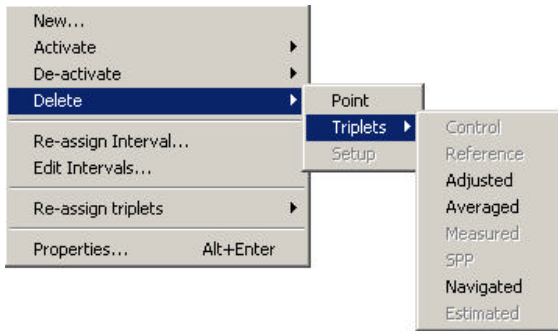 New...
Activate
De-activate
Delete
Re-assign Interval...
Edit Intervals...
Re-assign triplets
Properties... Alt+Enter
Point
Triplets
Setup
Control
Reference
Adjusted
Averaged
Measured
SPP
Navigated
Estimated